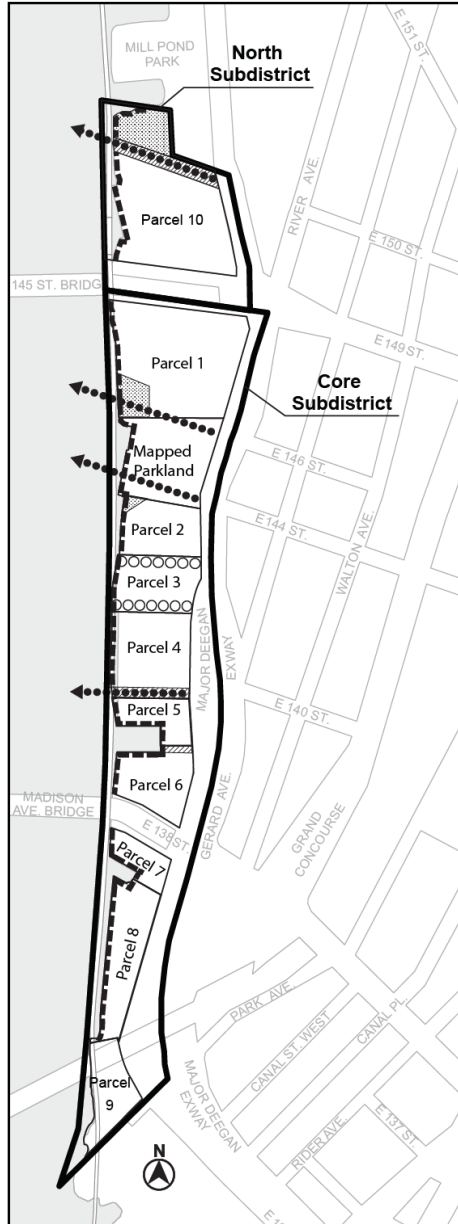 E 151 ST.
MILL POND
PARK
North
Subdistrict
RIVER AVE.
Parcel 10
E 150 ST.
145 ST. BRIDG
E 149 ST.
Parcel 1
Core
Subdistrict
Mapped
Parkland
E 146 ST.
Parcel 2
E 144 ST.
WALTON AVE.
Parcel 3
Parcel 4
MAJOR DEEGAN
EXWAY
Parcel 5
E 140 ST.
Parcel 6
MADISON
AVE. BRIDGE
E 138 ST.
GERARD AVE.
GRAND
CONCOURSE
Parcel 7
Parcel 8
PARK AVE.
CANAL ST. WEST
CANAL PL.
Parcel
9
MAJOR DEEGAN
EXWAY
RIDER AVE.
E 137 ST.
N